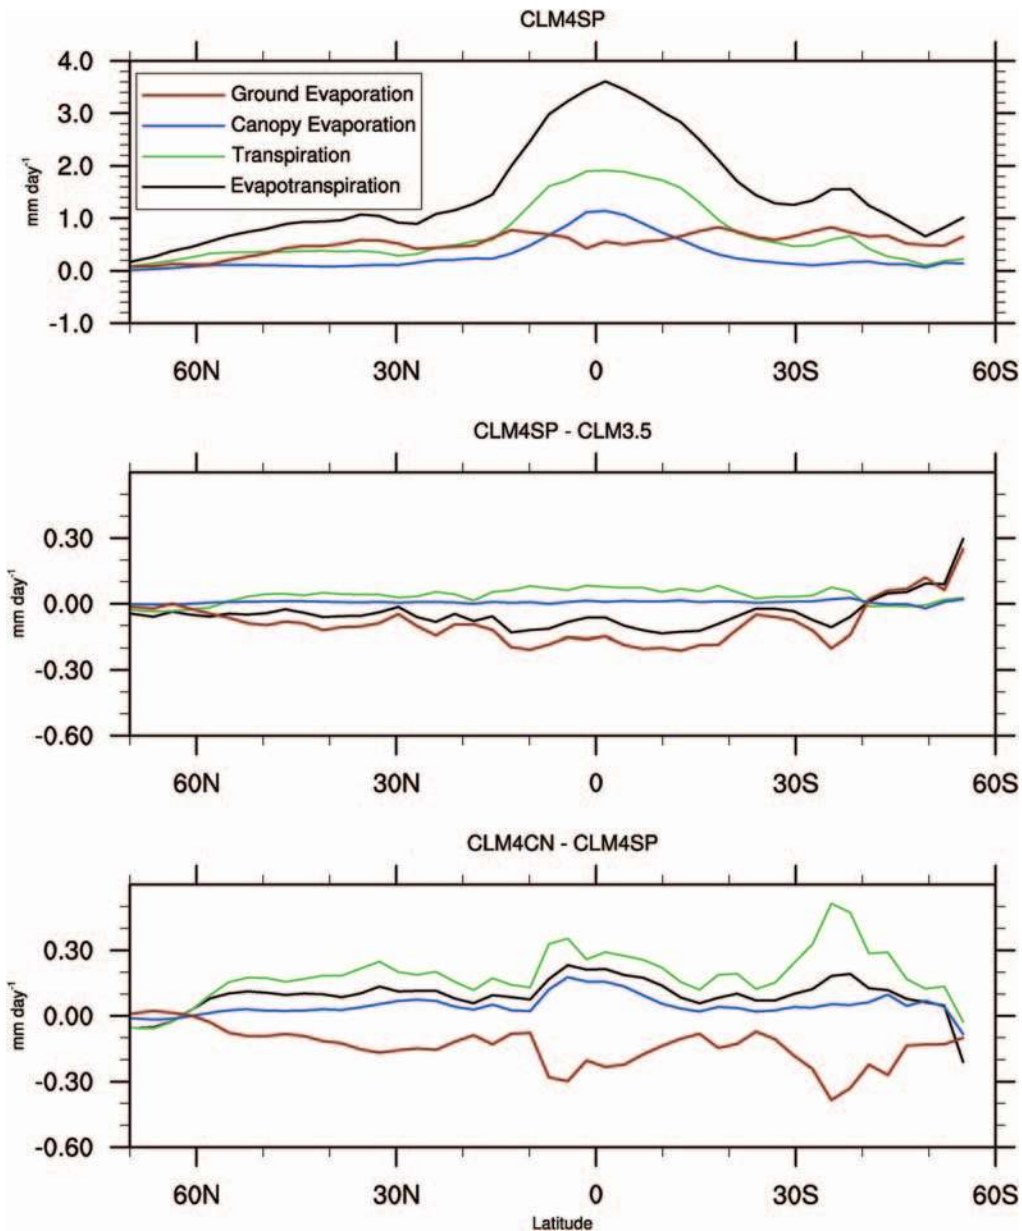 CLM4SP
4.0
3.0
2.0
1.0
0.0
-1.0
mm day⁻¹
Ground Evaporation
Canopy Evaporation
Transpiration
Evapotranspiration
60N 30N 0 30S 60S
CLM4SP - CLM3.5
0.30
0.00
-0.30
-0.60
mm day⁻¹
60N 30N 0 30S 60S
CLM4CN - CLM4SP
0.30
0.00
-0.30
-0.60
mm day⁻¹
60N 30N 0 30S 60S
Latitude